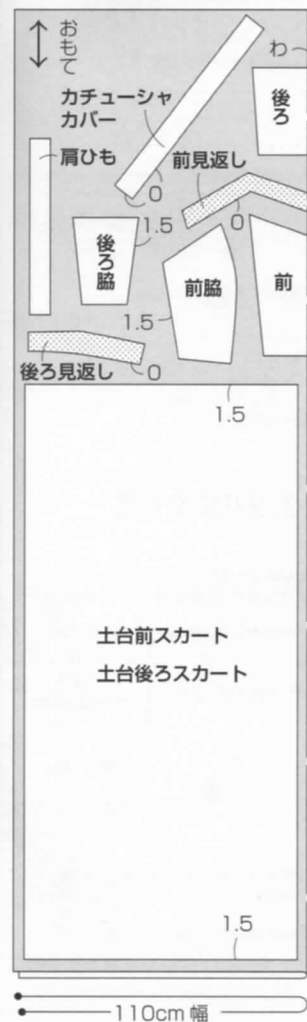 おもて
わ
カチューシャ
カバー
後ろ
肩ひも
前見返し
0
0
1.5
後ろ脇
前脇
前
1.5
後ろ見返し
0
1.5
土台前スカート
土台後ろスカート
1.5
110cm幅